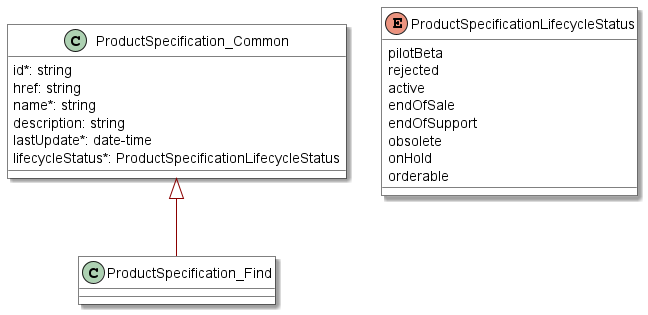 C ProductSpecification_Common
id*: string
href: string
name*: string
description: string
lastUpdate*: date-time
lifecycleStatus*: ProductSpecificationLifecycleStatus
E ProductSpecificationLifecycleStatus
pilotBeta
rejected
active
endOfSale
endOfSupport
obsolete
onHold
orderable
C ProductSpecification_Find